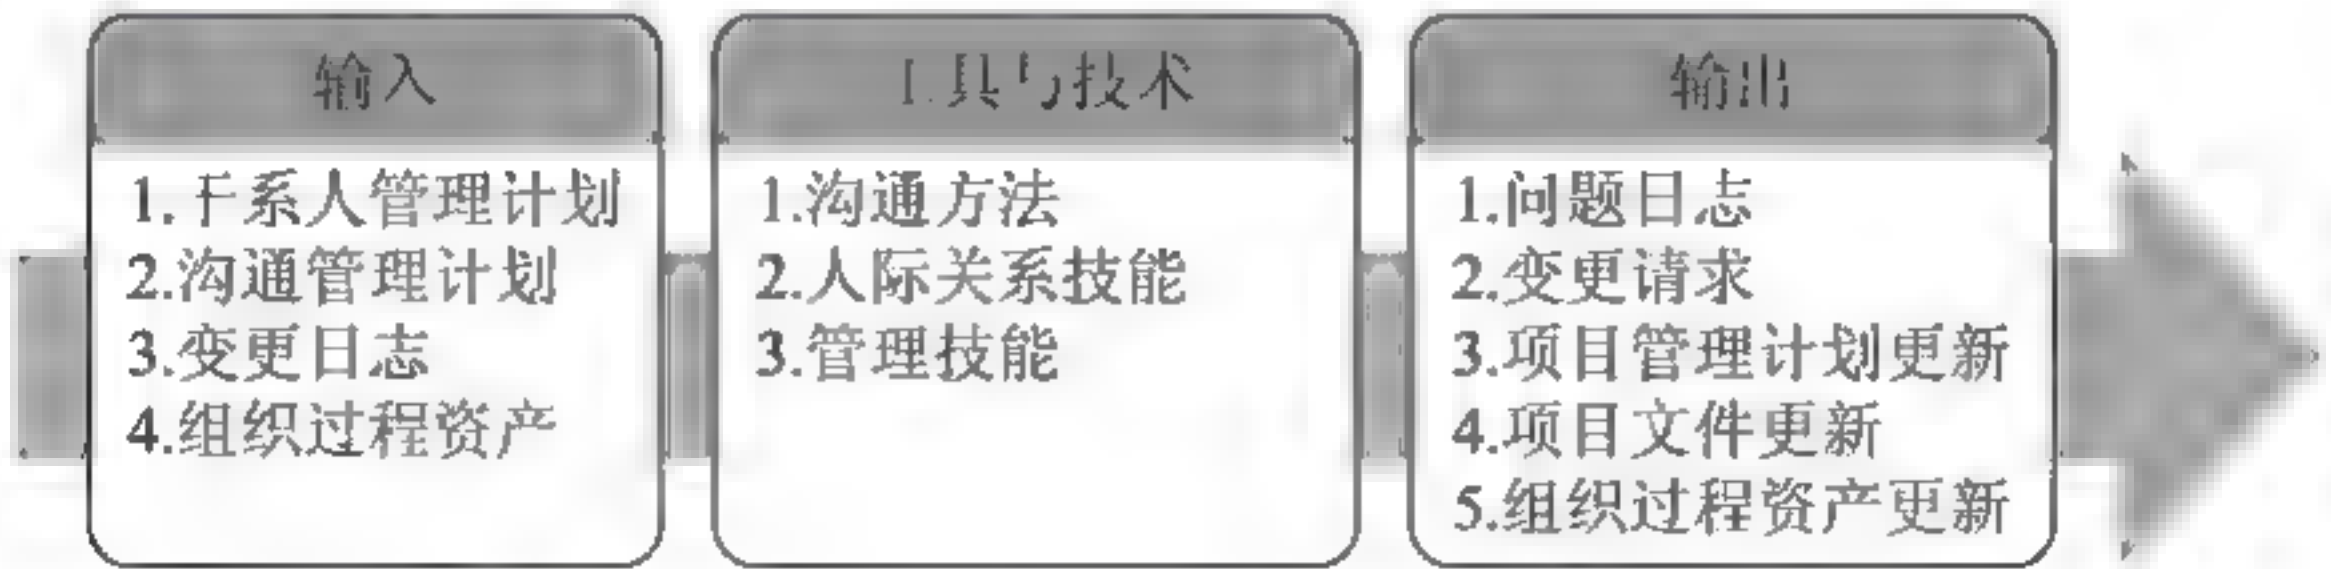 输入
1.干系人管理计划
2.沟通管理计划
3.变更日志
4.组织过程资产
工具与技术
1.沟通方法
2.人际关系技能
3.管理技能
输出
1.问题日志
2.变更请求
3.项目管理计划更新
4.项目文件更新
5.组织过程资产更新